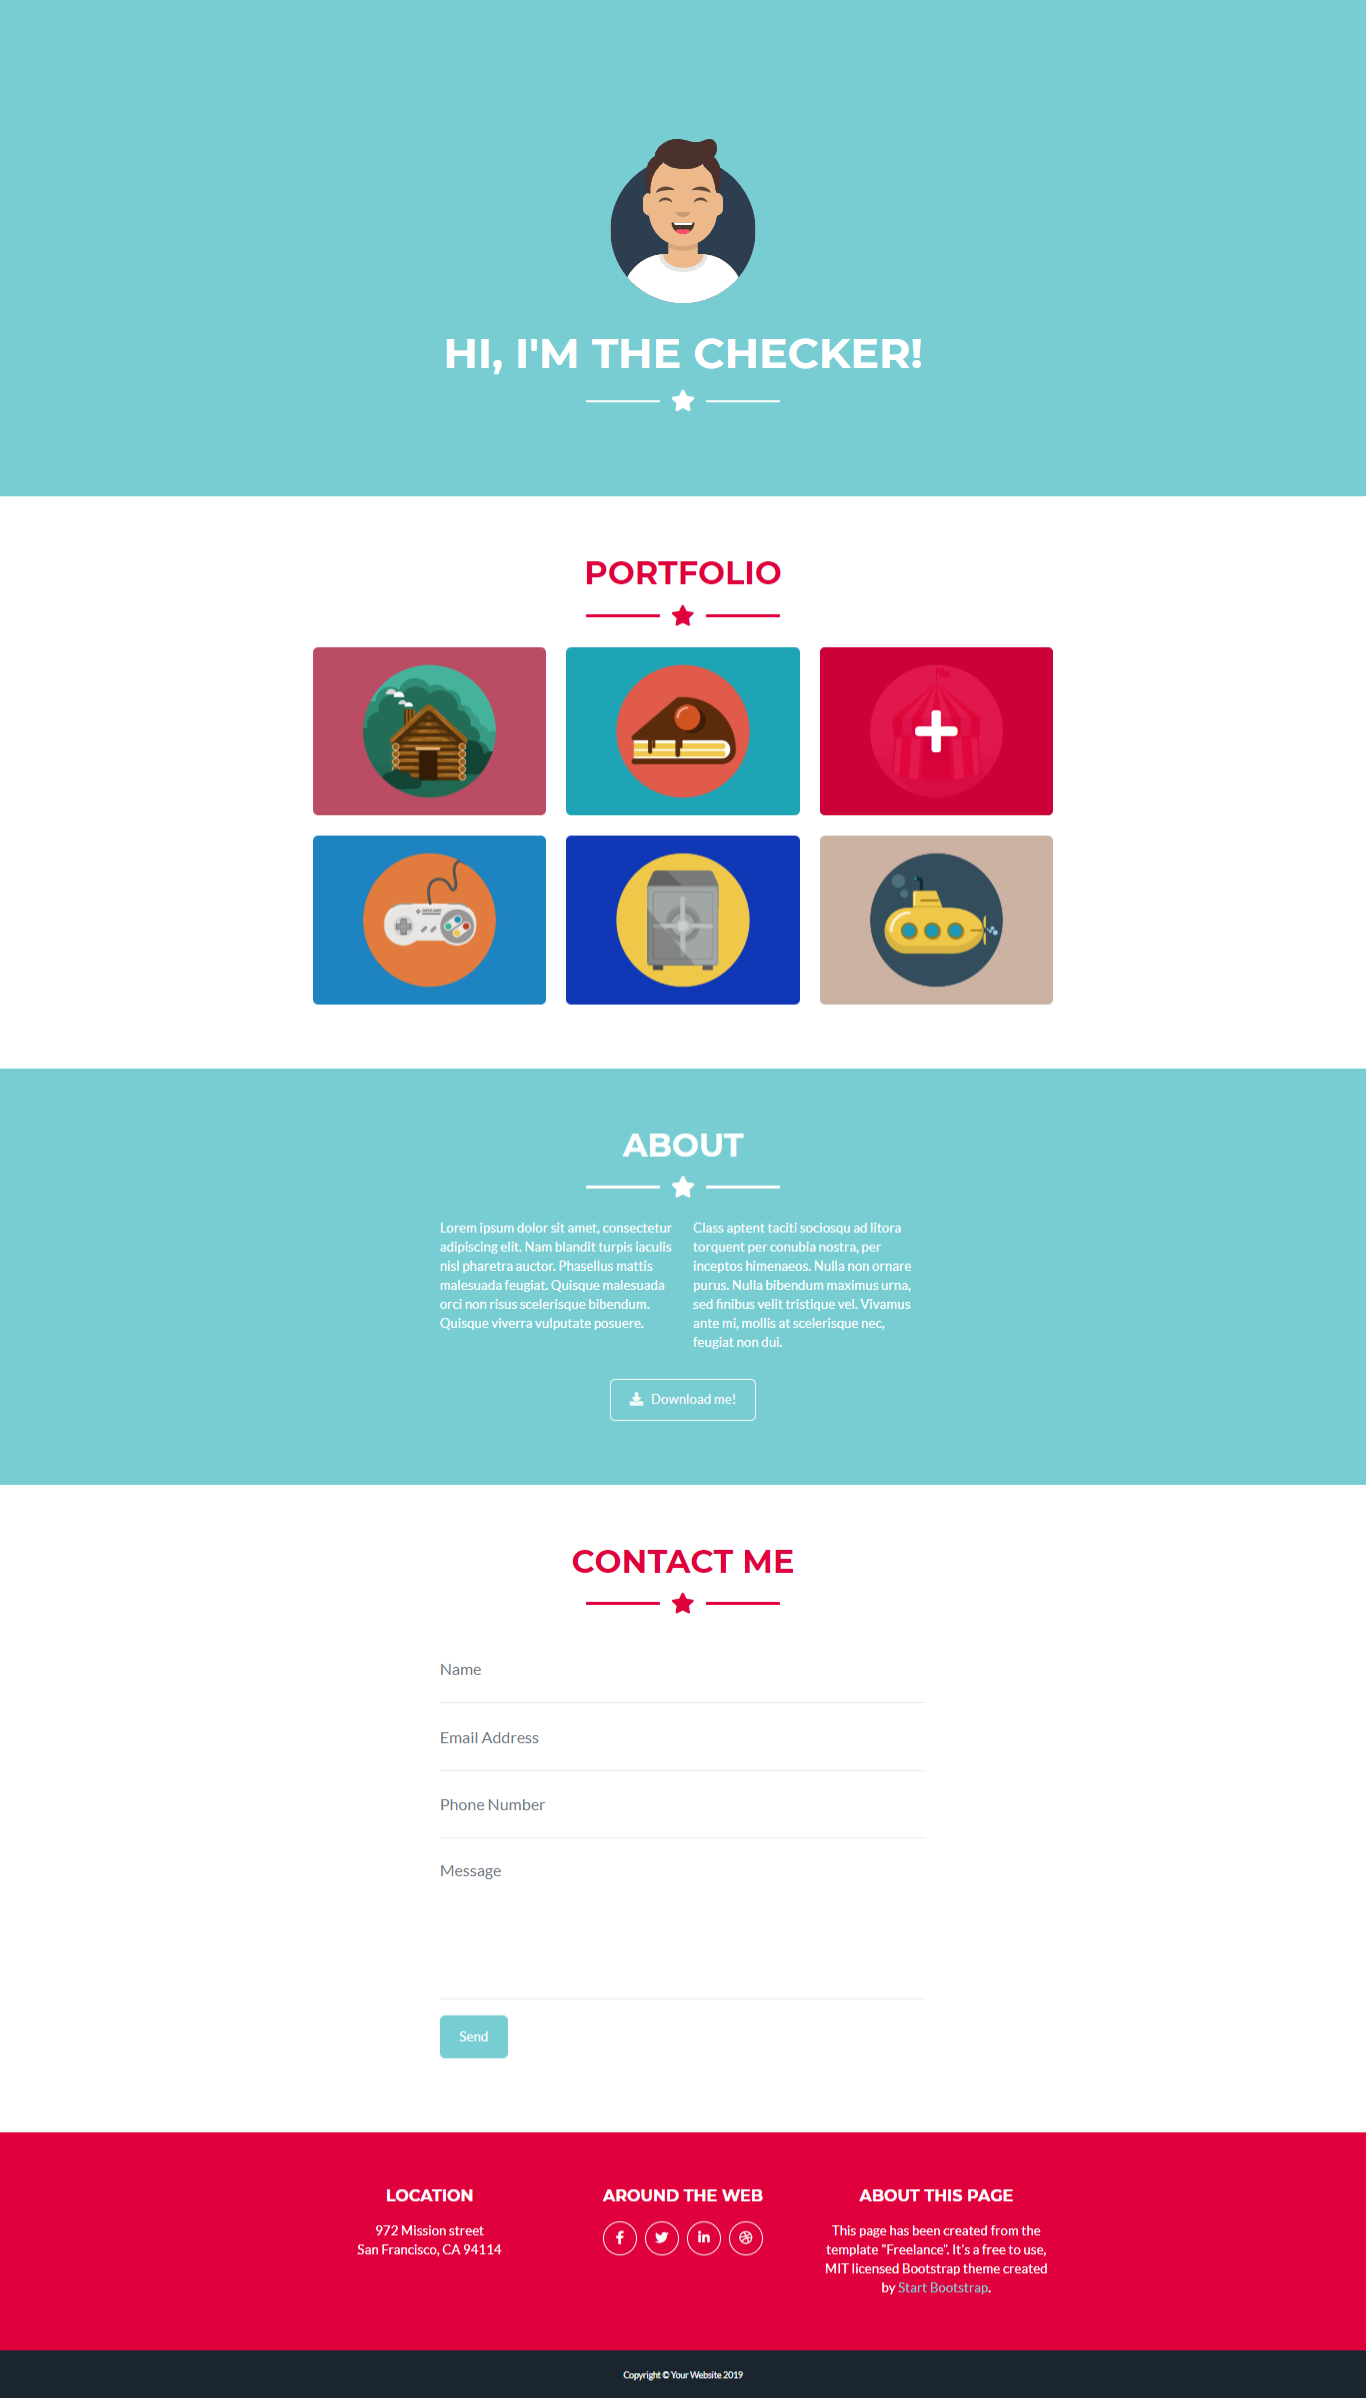 HI, I'M THE CHECKER!
PORTFOLIO
ABOUT
Lorem ipsum dolor sit amet, consectetur
adipiscing elit. Nam blandit turpis iaculis
nisl pharetra auctor. Phasellus mattis
malesuada feugiat. Quisque malesuada
orci non risus scelerisque bibendum.
Quisque viverra vulputate posuere.
Class aptent taciti sociosqu ad litora
torquent per conubia nostra, per
inceptos himenaeos. Nulla non ornare
purus. Nulla bibendum maximus urna,
sed finibus velit tristique vel. Vivamus
ante mi, mollis at scelerisque nec,
feugiat non dui.
Download me!
CONTACT ME
Name
Email Address
Phone Number
Message
Send
LOCATION
972 Mission street
San Francisco, CA 94114
AROUND THE WEB
ABOUT THIS PAGE
This page has been created from the
template "Freelance". It's a free to use,
MIT licensed Bootstrap theme created
by Start Bootstrap.
Copyright © Your Website 2019